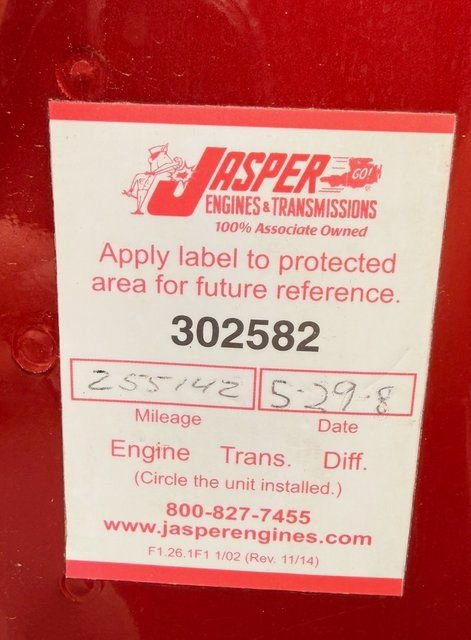 JASPER GO!
ENGINES & TRANSMISSIONS
100% Associate Owned
Apply label to protected
area for future reference.
302582
255142 5-29-8
Mileage Date
Engine Trans. Diff.
(Circle the unit installed.)
800-827-7455
www.jasperengines.com
F1.26.1F1 1/02 (Rev. 11/14)